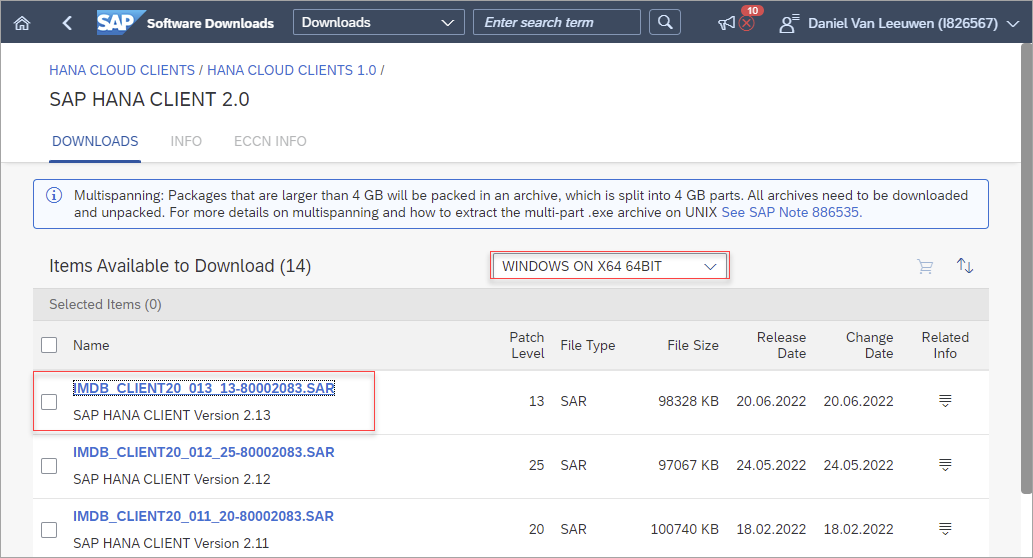 SAP Software Downloads Downloads Enter search term 10 Daniel Van Leeuwen (I826567)
HANA CLOUD CLIENTS / HANA CLOUD CLIENTS 1.0 /
SAP HANA CLIENT 2.0
DOWNLOADS INFO ECCN INFO
Multispanning: Packages that are larger than 4 GB will be packed in an archive, which is split into 4 GB parts. All archives need to be downloaded
and unpacked. For more details on multispanning and how to extract the multi-part .exe archive on UNIX See SAP Note 886535.
Items Available to Download (14) WINDOWS ON X64 64BIT
Selected Items (0)
Name Patch Level File Type File Size Release Date Change Date Related Info
IMDB_CLIENT20_013_13-80002083.SAR
SAP HANA CLIENT Version 2.13
13 SAR 98328 KB 20.06.2022 20.06.2022
IMDB_CLIENT20_012_25-80002083.SAR
SAP HANA CLIENT Version 2.12
25 SAR 97067 KB 24.05.2022 24.05.2022
IMDB_CLIENT20_011_20-80002083.SAR
SAP HANA CLIENT Version 2.11
20 SAR 100740 KB 18.02.2022 18.02.2022